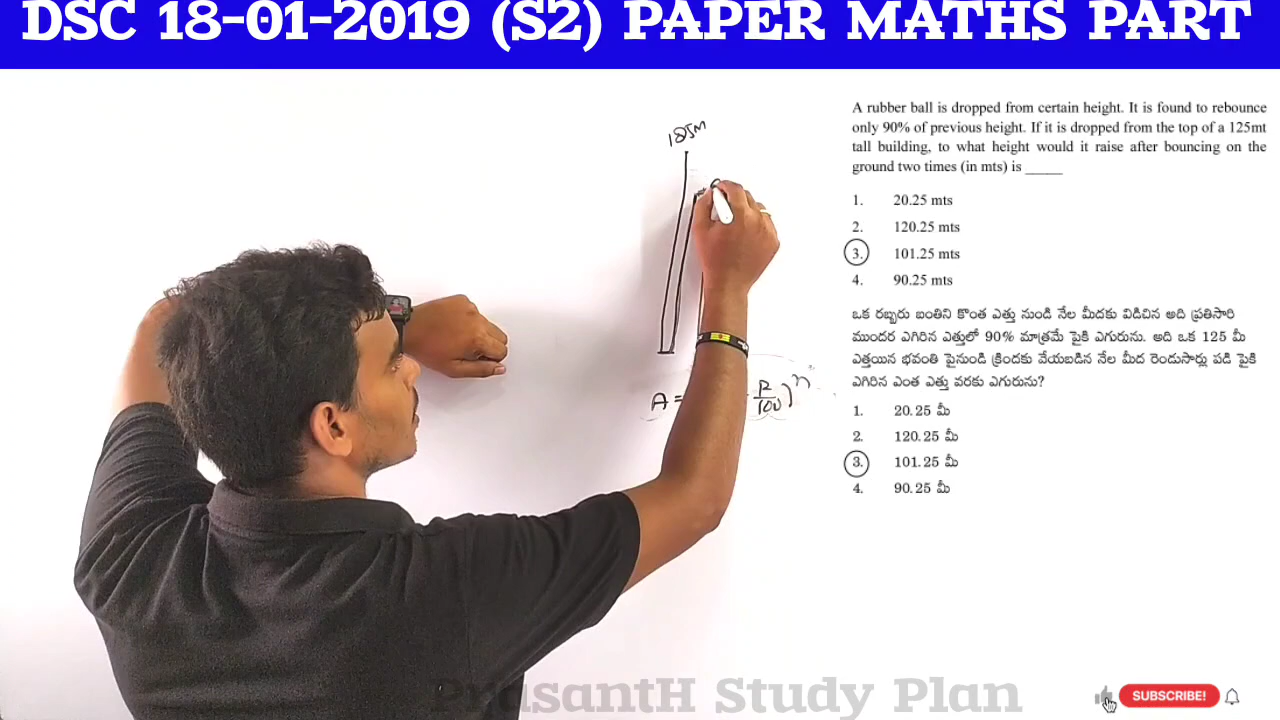 DSC 18-01-2019 (S2) PAPER MATHS PART
125m
A rubber ball is dropped from certain height. It is found to rebounce
only 90% of previous height. If it is dropped from the top of a 125mt
tall building, to what height would it raise after bouncing on the
ground two times (in mts) is _____
1. 20.25 mts
2. 120.25 mts
3. 101.25 mts
4. 90.25 mts
ఒక రబ్బరు బంతిని కొంత ఎత్తు నుండి నేల మీదకు విడిచిన అది ప్రతిసారి
ముందర ఎగిరిన ఎత్తులో 90% మాత్రమే పైకి ఎగురును. అది ఒక 125 మీ
ఎత్తయిన భవంతి పైనుండి క్రిందకు వేయబడిన నేల మీద రెండుసార్లు పడి పైకి
ఎగిరిన ఎంత ఎత్తు వరకు ఎగురును?
1. 20.25 మీ
2. 120.25 మీ
3. 101.25 మీ
4. 90.25 మీ
A =
R
100 ) n
PrasantH Study Plan
SUBSCRIBE!